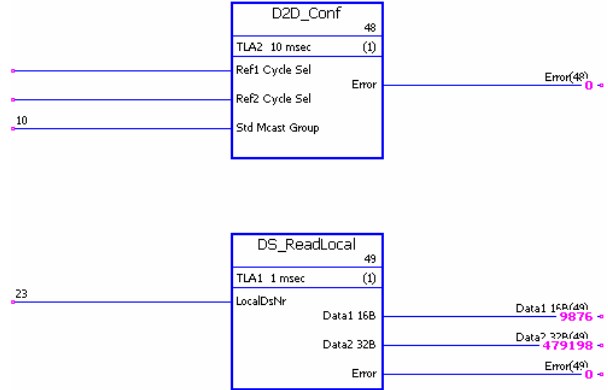 D2D_Conf
48
TLA2 10 msec (1)
Ref1 Cycle Sel
Error
Error(48)
0
Ref2 Cycle Sel
10
Std Mcast Group
DS_ReadLocal
49
TLA1 1 msec (1)
23
LocalDsNr
Data1 16B
Data1 16B(49)
9876
Data2 32B
Data2 32B(49)
479198
Error
Error(49)
0